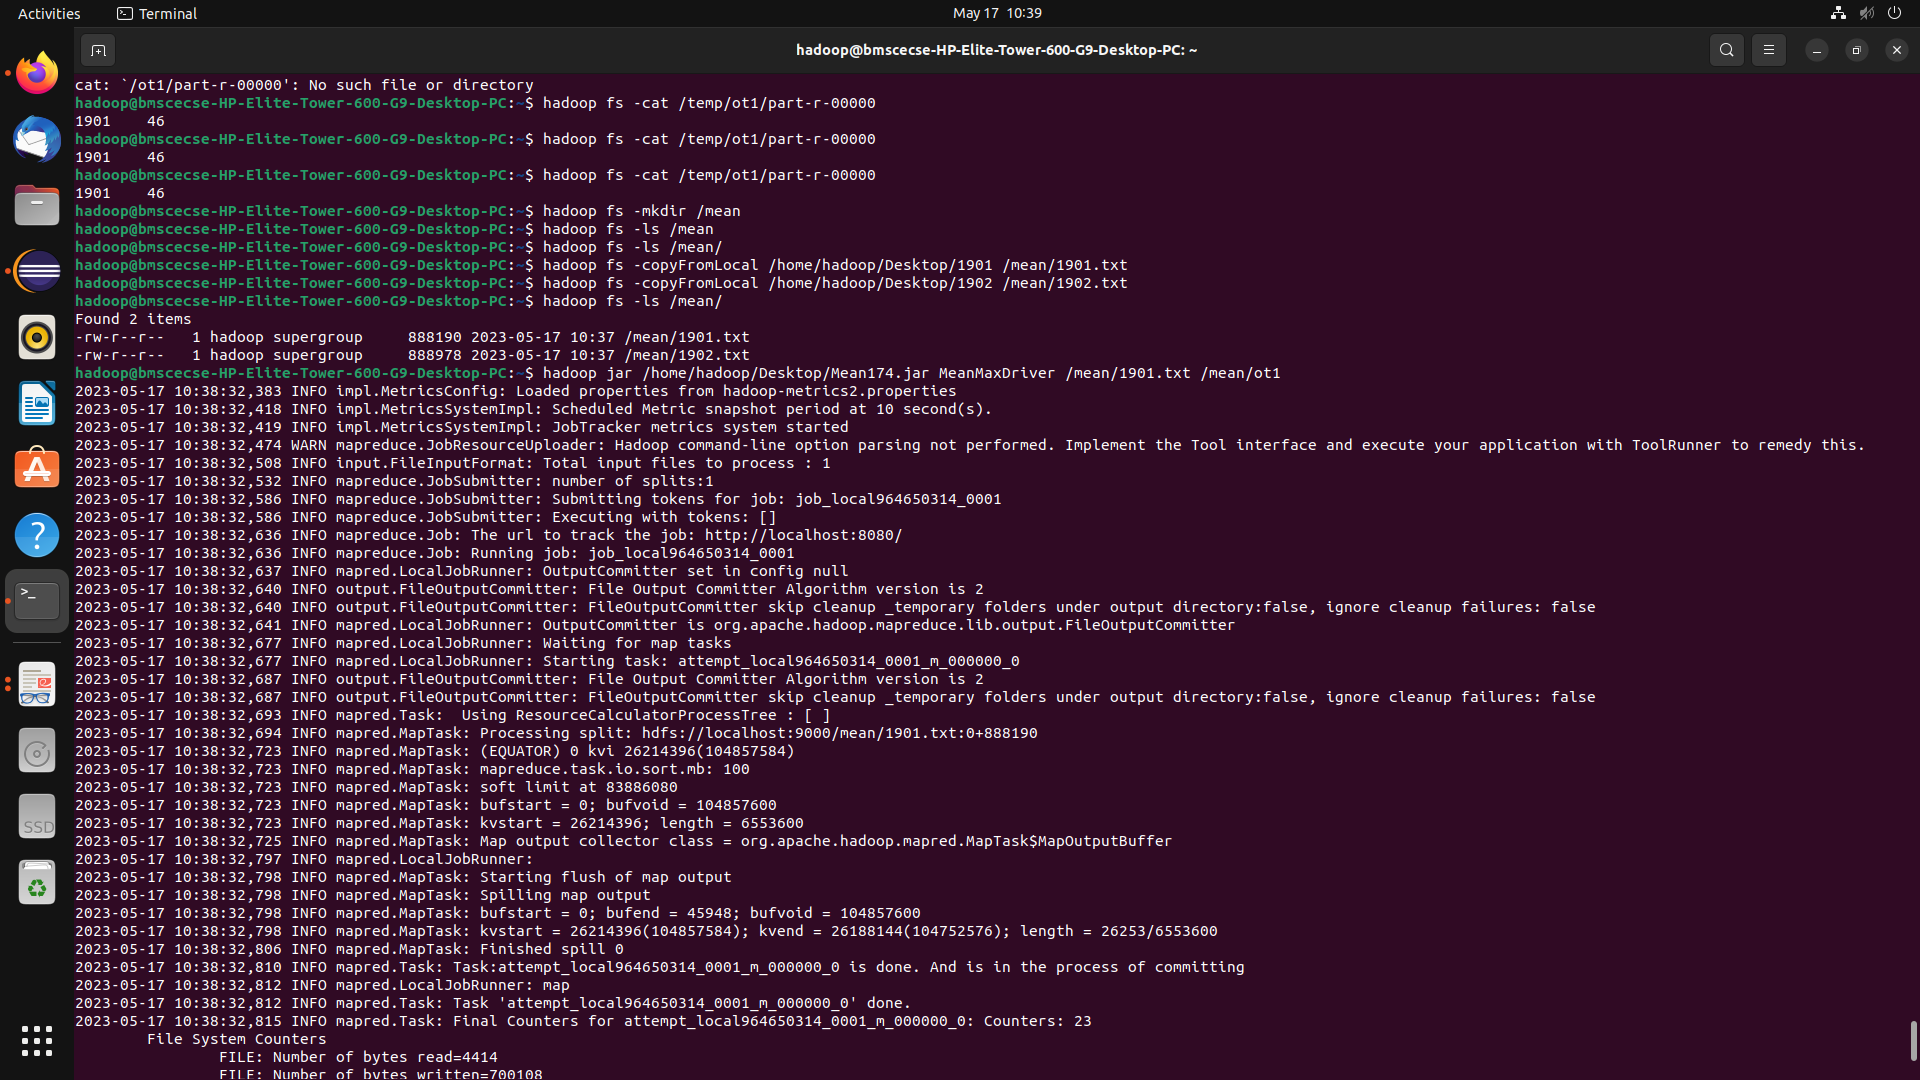 Activities
Terminal
May 17 10:39
hadoop@bmscecse-HP-Elite-Tower-600-G9-Desktop-PC: ~
cat: `/ot1/part-r-00000': No such file or directory
hadoop@bmscecse-HP-Elite-Tower-600-G9-Desktop-PC:~$ hadoop fs -cat /temp/ot1/part-r-00000
1901    46
hadoop@bmscecse-HP-Elite-Tower-600-G9-Desktop-PC:~$ hadoop fs -cat /temp/ot1/part-r-00000
1901    46
hadoop@bmscecse-HP-Elite-Tower-600-G9-Desktop-PC:~$ hadoop fs -cat /temp/ot1/part-r-00000
1901    46
hadoop@bmscecse-HP-Elite-Tower-600-G9-Desktop-PC:~$ hadoop fs -mkdir /mean
hadoop@bmscecse-HP-Elite-Tower-600-G9-Desktop-PC:~$ hadoop fs -ls /mean
hadoop@bmscecse-HP-Elite-Tower-600-G9-Desktop-PC:~$ hadoop fs -ls /mean/
hadoop@bmscecse-HP-Elite-Tower-600-G9-Desktop-PC:~$ hadoop fs -copyFromLocal /home/hadoop/Desktop/1901 /mean/1901.txt
hadoop@bmscecse-HP-Elite-Tower-600-G9-Desktop-PC:~$ hadoop fs -copyFromLocal /home/hadoop/Desktop/1902 /mean/1902.txt
hadoop@bmscecse-HP-Elite-Tower-600-G9-Desktop-PC:~$ hadoop fs -ls /mean/
Found 2 items
-rw-r--r--   1 hadoop supergroup     888190 2023-05-17 10:37 /mean/1901.txt
-rw-r--r--   1 hadoop supergroup     888978 2023-05-17 10:37 /mean/1902.txt
hadoop@bmscecse-HP-Elite-Tower-600-G9-Desktop-PC:~$ hadoop jar /home/hadoop/Desktop/Mean174.jar MeanMaxDriver /mean/1901.txt /mean/ot1
2023-05-17 10:38:32,383 INFO impl.MetricsConfig: Loaded properties from hadoop-metrics2.properties
2023-05-17 10:38:32,418 INFO impl.MetricsSystemImpl: Scheduled Metric snapshot period at 10 second(s).
2023-05-17 10:38:32,419 INFO impl.MetricsSystemImpl: JobTracker metrics system started
2023-05-17 10:38:32,474 WARN mapreduce.JobResourceUploader: Hadoop command-line option parsing not performed. Implement the Tool interface and execute your application with ToolRunner to remedy this.
2023-05-17 10:38:32,508 INFO input.FileInputFormat: Total input files to process : 1
2023-05-17 10:38:32,532 INFO mapreduce.JobSubmitter: number of splits:1
2023-05-17 10:38:32,586 INFO mapreduce.JobSubmitter: Submitting tokens for job: job_local964650314_0001
2023-05-17 10:38:32,586 INFO mapreduce.JobSubmitter: Executing with tokens: []
2023-05-17 10:38:32,636 INFO mapreduce.Job: The url to track the job: http://localhost:8080/
2023-05-17 10:38:32,636 INFO mapreduce.Job: Running job: job_local964650314_0001
2023-05-17 10:38:32,637 INFO mapred.LocalJobRunner: OutputCommitter set in config null
2023-05-17 10:38:32,640 INFO output.FileOutputCommitter: File Output Committer Algorithm version is 2
2023-05-17 10:38:32,640 INFO output.FileOutputCommitter: FileOutputCommitter skip cleanup _temporary folders under output directory:false, ignore cleanup failures: false
2023-05-17 10:38:32,641 INFO mapred.LocalJobRunner: OutputCommitter is org.apache.hadoop.mapreduce.lib.output.FileOutputCommitter
2023-05-17 10:38:32,677 INFO mapred.LocalJobRunner: Waiting for map tasks
2023-05-17 10:38:32,677 INFO mapred.LocalJobRunner: Starting task: attempt_local964650314_0001_m_000000_0
2023-05-17 10:38:32,687 INFO output.FileOutputCommitter: File Output Committer Algorithm version is 2
2023-05-17 10:38:32,687 INFO output.FileOutputCommitter: FileOutputCommitter skip cleanup _temporary folders under output directory:false, ignore cleanup failures: false
2023-05-17 10:38:32,693 INFO mapred.Task:  Using ResourceCalculatorProcessTree : [ ]
2023-05-17 10:38:32,694 INFO mapred.MapTask: Processing split: hdfs://localhost:9000/mean/1901.txt:0+888190
2023-05-17 10:38:32,723 INFO mapred.MapTask: (EQUATOR) 0 kvi 26214396(104857584)
2023-05-17 10:38:32,723 INFO mapred.MapTask: mapreduce.task.io.sort.mb: 100
2023-05-17 10:38:32,723 INFO mapred.MapTask: soft limit at 83886080
2023-05-17 10:38:32,723 INFO mapred.MapTask: bufstart = 0; bufvoid = 104857600
2023-05-17 10:38:32,723 INFO mapred.MapTask: kvstart = 26214396; length = 6553600
2023-05-17 10:38:32,725 INFO mapred.MapTask: Map output collector class = org.apache.hadoop.mapred.MapTask$MapOutputBuffer
2023-05-17 10:38:32,797 INFO mapred.LocalJobRunner:
2023-05-17 10:38:32,798 INFO mapred.MapTask: Starting flush of map output
2023-05-17 10:38:32,798 INFO mapred.MapTask: Spilling map output
2023-05-17 10:38:32,798 INFO mapred.MapTask: bufstart = 0; bufend = 45948; bufvoid = 104857600
2023-05-17 10:38:32,798 INFO mapred.MapTask: kvstart = 26214396(104857584); kvend = 26188144(104752576); length = 26253/6553600
2023-05-17 10:38:32,806 INFO mapred.MapTask: Finished spill 0
2023-05-17 10:38:32,810 INFO mapred.Task: Task:attempt_local964650314_0001_m_000000_0 is done. And is in the process of committing
2023-05-17 10:38:32,812 INFO mapred.LocalJobRunner: map
2023-05-17 10:38:32,812 INFO mapred.Task: Task 'attempt_local964650314_0001_m_000000_0' done.
2023-05-17 10:38:32,815 INFO mapred.Task: Final Counters for attempt_local964650314_0001_m_000000_0: Counters: 23
        File System Counters
                FILE: Number of bytes read=4414
                FILE: Number of bytes written=700108
SSD